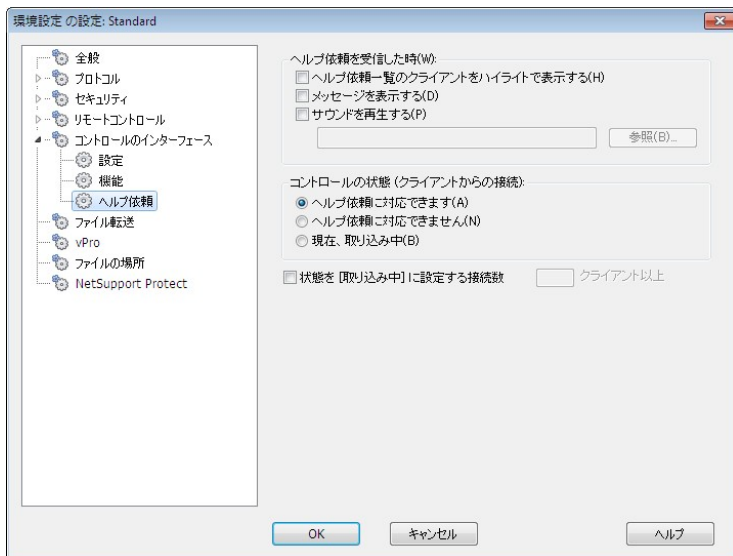 環境設定 の設定: Standard
全般
プロトコル
セキュリティ
リモートコントロール
コントロールのインターフェース
設定
機能
ヘルプ依頼
ファイル転送
vPro
ファイルの場所
NetSupport Protect
ヘルプ依頼を受信した時(W):
ヘルプ依頼一覧のクライアントをハイライトで表示する(H)
メッセージを表示する(D)
サウンドを再生する(P)
参照(B)...
コントロールの状態 (クライアントからの接続):
ヘルプ依頼に対応できます(A)
ヘルプ依頼に対応できません(N)
現在、取り込み中(B)
状態を [取り込み中] に設定する接続数 クライアント以上
OK キャンセル ヘルプ